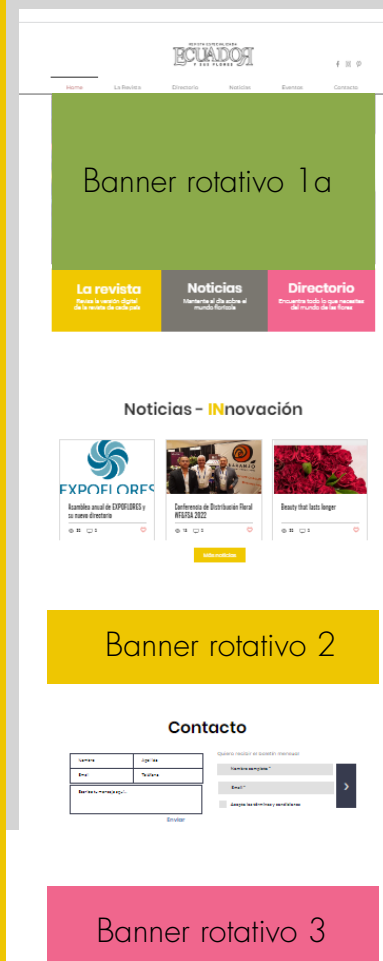 REVISTA ESPECIALIZADA
ECUADOR
Y SUS FLORES
Home La Revista Directorio Noticias Eventos Contacto
Banner rotativo 1a
La revista
Revisa la versión digital
de la revista de cada país
Noticias
Mantente al día sobre el
mundo florícola
Directorio
Encuentra todo lo que necesitas
del mundo de las flores
Noticias - INnovación
EXPOFLORES
Asamblea anual de EXPOFLORES y
su nuevo directorio
Conferencia de Distribución Floral
WF&FSA 2022
Beauty that lasts longer
Más noticias
Banner rotativo 2
Contacto
Nombre
Apellido
Email
Teléfono
Escribe tu mensaje aquí...
Enviar
Quiero recibir el boletín mensual
Nombre completo *
Email *
Acepto los términos y condiciones
Banner rotativo 3